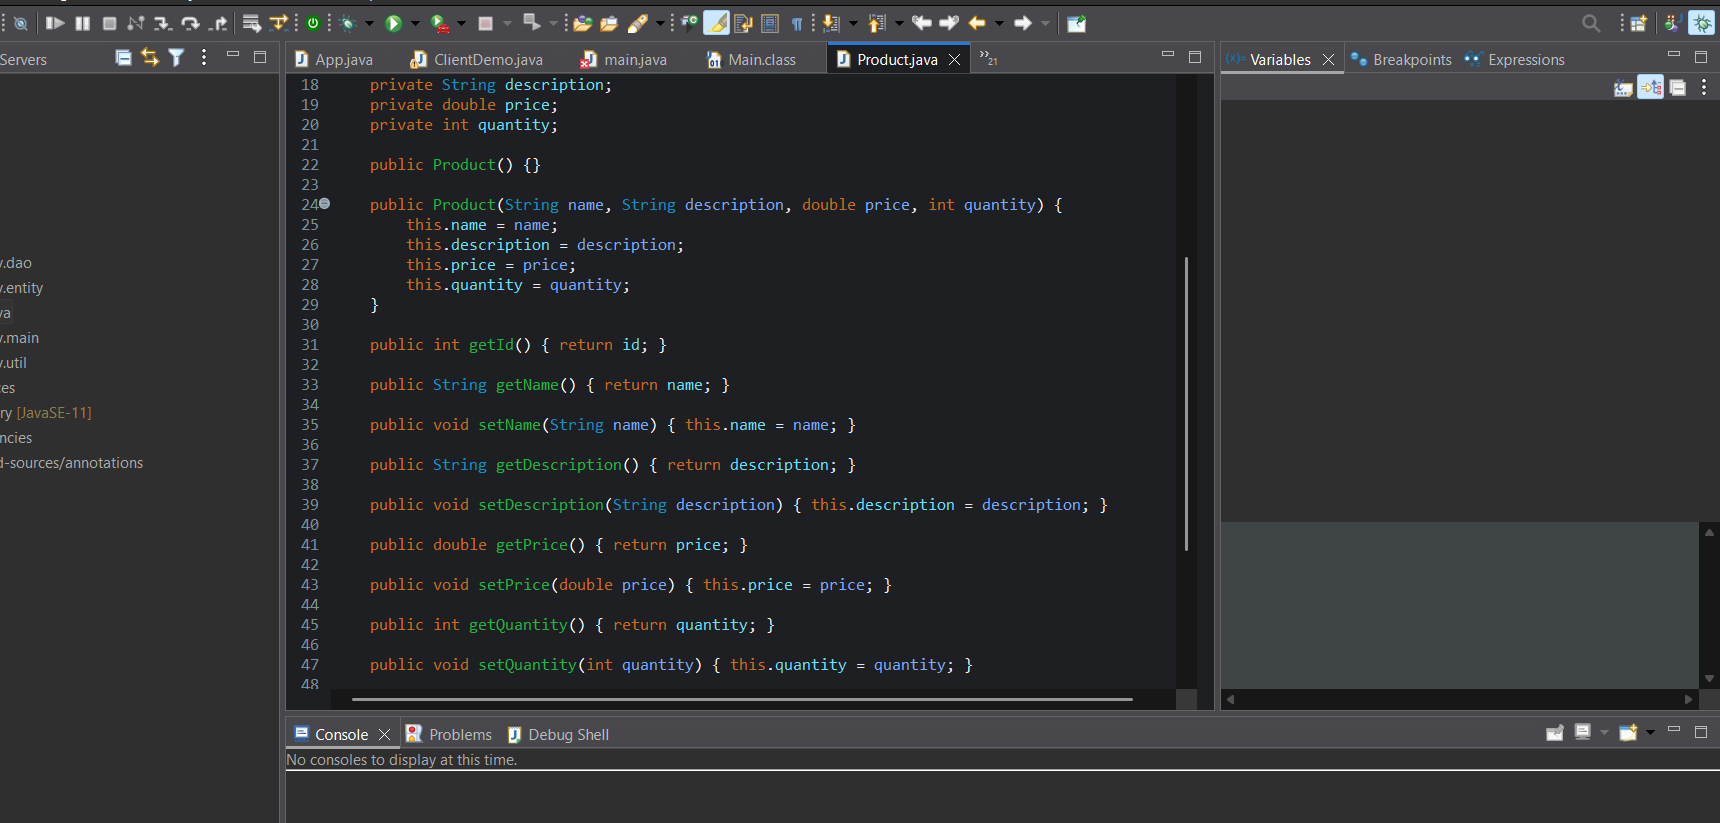 Servers
.dao
.entity
va
.main
.util
ces
ry [JavaSE-11]
ncies
d-sources/annotations
App.java
ClientDemo.java
main.java
Main.class
Product.java
»21
18 private String description;
19 private double price;
20 private int quantity;
21
22 public Product() {}
23
24 public Product(String name, String description, double price, int quantity) {
25 this.name = name;
26 this.description = description;
27 this.price = price;
28 this.quantity = quantity;
29 }
30
31 public int getId() { return id; }
32
33 public String getName() { return name; }
34
35 public void setName(String name) { this.name = name; }
36
37 public String getDescription() { return description; }
38
39 public void setDescription(String description) { this.description = description; }
40
41 public double getPrice() { return price; }
42
43 public void setPrice(double price) { this.price = price; }
44
45 public int getQuantity() { return quantity; }
46
47 public void setQuantity(int quantity) { this.quantity = quantity; }
48
(x)= Variables
Breakpoints
Expressions
Console
Problems
Debug Shell
No consoles to display at this time.